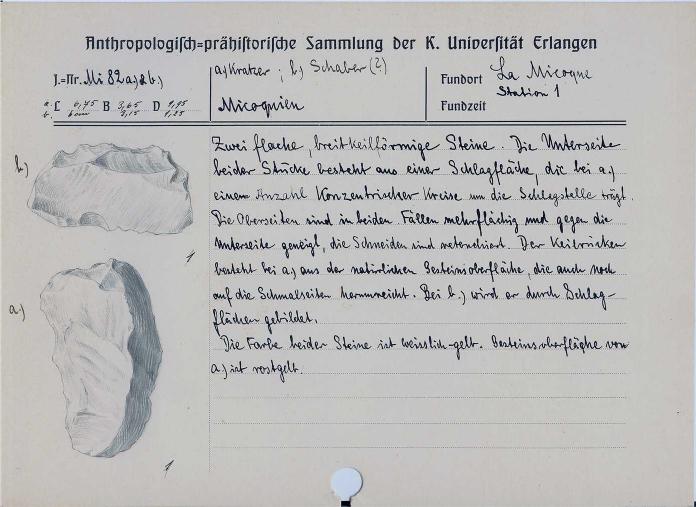 Anthropologisch=prähistorische Sammlung der K. Universität Erlangen
J.=Nr. Mi 82 a) & b)
a) Kratzer ; b) Schaber (?)
Fundort La Micoque
Station 1
a. L 6,75 B 3,65 D 1,95
b. 6 cm 3,15 1,25
Micoquien
Fundzeit
Zwei flache, breitkeilförmige Steine. Die Unterseite
beider Stücke besteht aus einer Schlagfläche, die bei a.)
einem Anzahl Konzentrischer Kreise um die Schlagstelle trägt.
Die Oberseiten sind in beiden Fällen mehrflächig und gegen die
Unterseite geneigt, die Schneiden sind retouchiert. Der Keilrücken
besteht bei a) aus der natürlichen Gesteinsoberfläche, die auch noch
auf die Schmalseiten herumreicht. Bei b.) wird er durch Schlag-
flächen gebildet.
Die Farbe beider Steine ist weisslich-gelb. Gesteinsoberfläche von
a.) ist rostgelb.
b.)
1
a.)
1